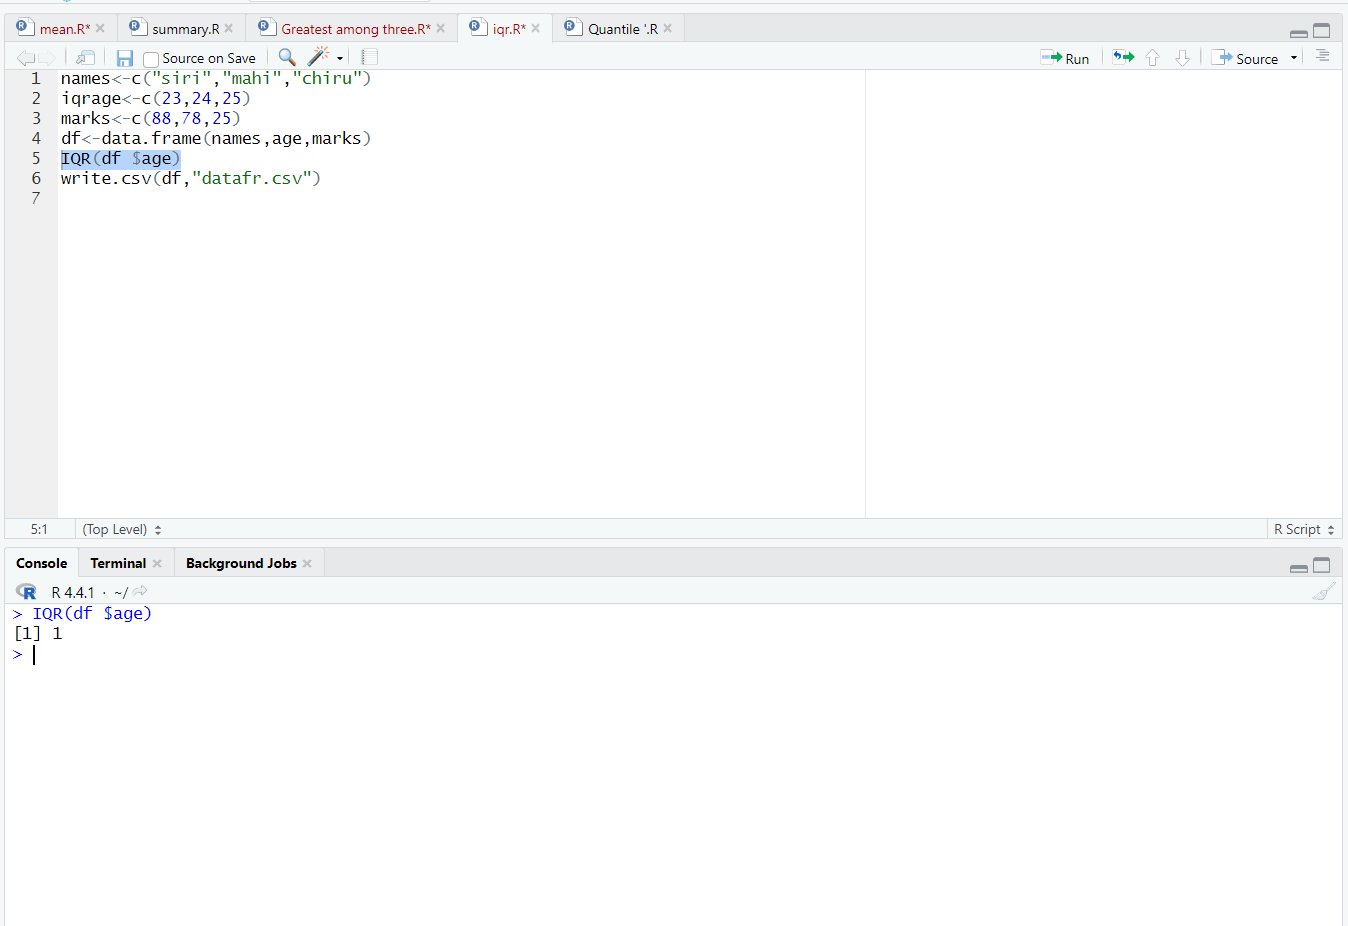 mean.R* summary.R Greatest among three.R* iqr.R* Quantile '.R
Source on Save Run Source
1 names<-c("siri","mahi","chiru")
2 iqrage<-c(23,24,25)
3 marks<-c(88,78,25)
4 df<-data.frame(names,age,marks)
5 IQR(df $age)
6 write.csv(df,"datafr.csv")
7
5:1 (Top Level) R Script
Console Terminal Background Jobs
R R 4.4.1 · ~/
> IQR(df $age)
[1] 1
>